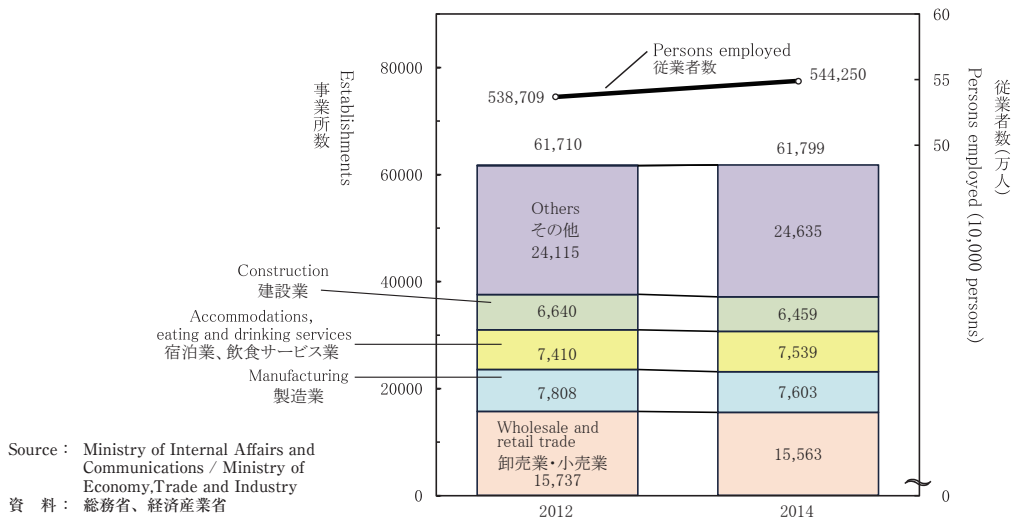 80000
60000
40000
20000
0
Establishments
事業所数
60
55
50
0
従業者数(万人)
Persons employed (10,000 persons)
Persons employed
従業者数
538,709
544,250
61,710
61,799
Others
その他
24,115
24,635
Construction
建設業
6,640
6,459
Accommodations,
eating and drinking services
宿泊業、飲食サービス業
7,410
7,539
Manufacturing
製造業
7,808
7,603
Wholesale and
retail trade
卸売業・小売業
15,737
15,563
2012
2014
Source : Ministry of Internal Affairs and
Communications / Ministry of
Economy,Trade and Industry
資 料 : 総務省、経済産業省